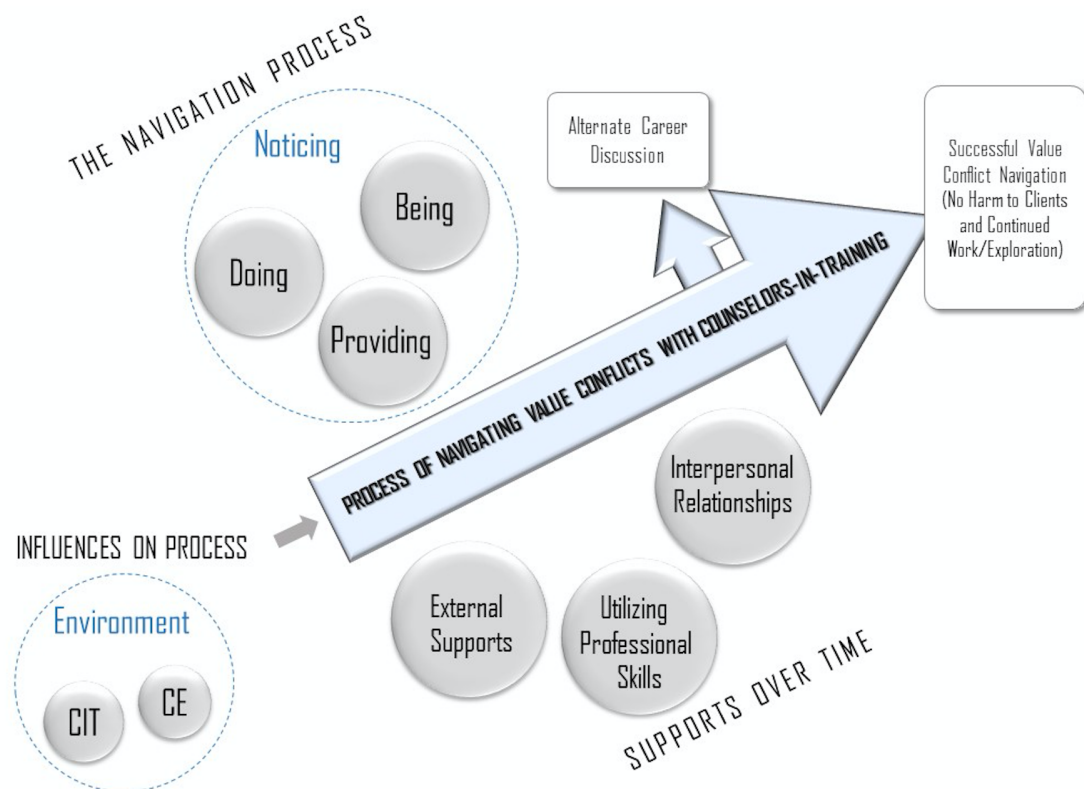 THE NAVIGATION PROCESS
Noticing
Being
Doing
Providing
Alternate Career
Discussion
Successful Value
Conflict Navigation
(No Harm to Clients
and Continued
Work/Exploration)
PROCESS OF NAVIGATING VALUE CONFLICTS WITH COUNSELORS-IN-TRAINING
INFLUENCES ON PROCESS
Environment
CIT
CE
Interpersonal
Relationships
External
Supports
Utilizing
Professional
Skills
SUPPORTS OVER TIME